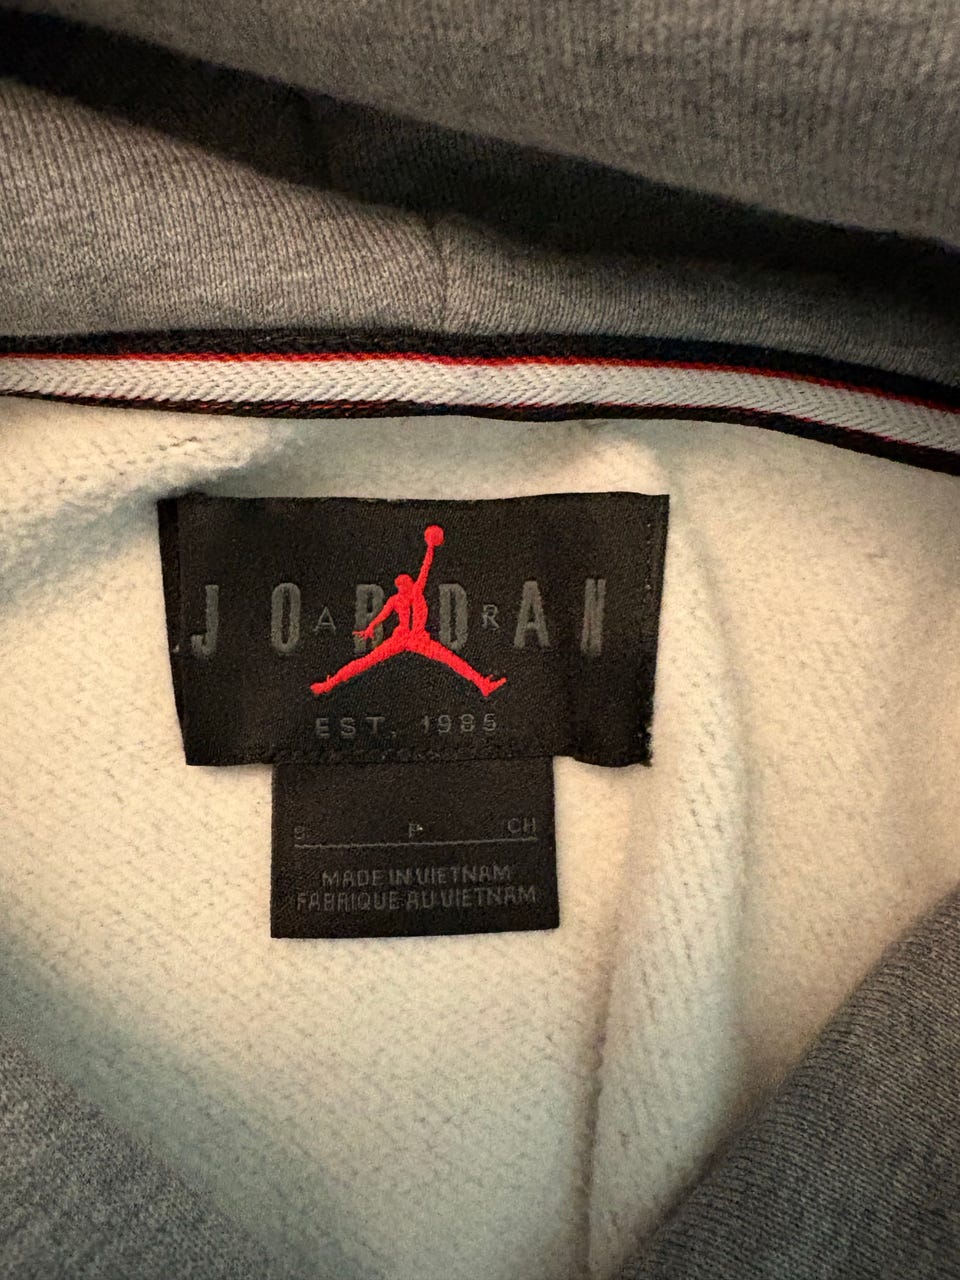 JORDAN
AIR
EST. 1985
S P CH
MADE IN VIETNAM
FABRIQUE AU VIETNAM